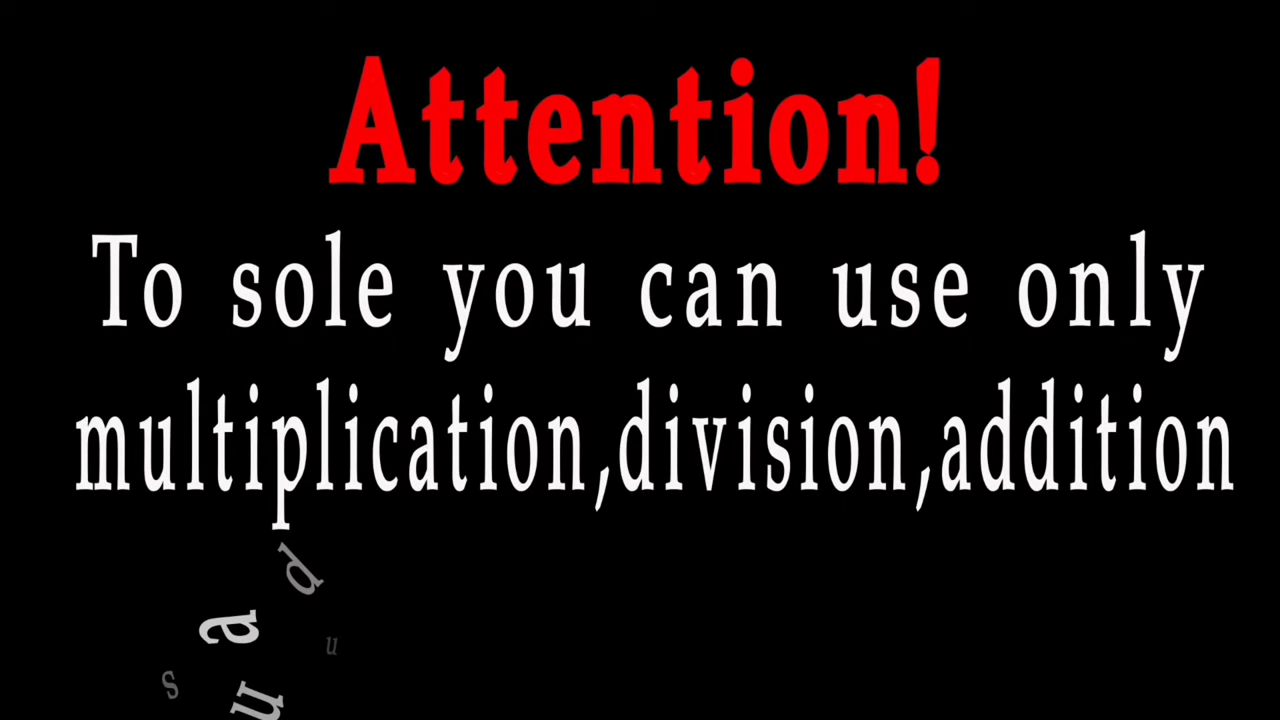 Attention!
To sole you can use only
multiplication,division,addition